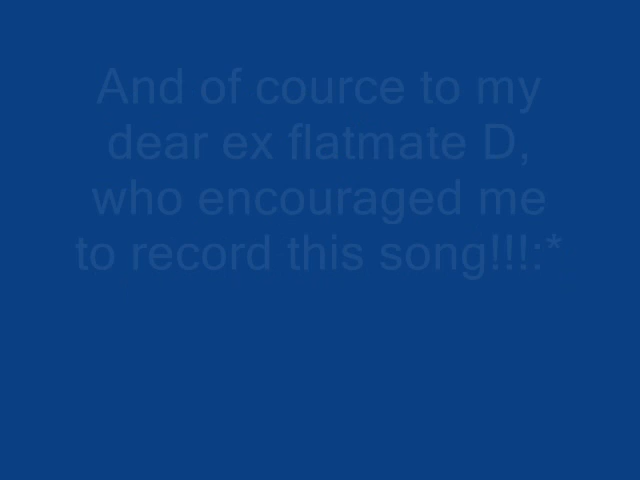 And of cource to my
dear ex flatmate D,
who encouraged me
to record this song!!!:*